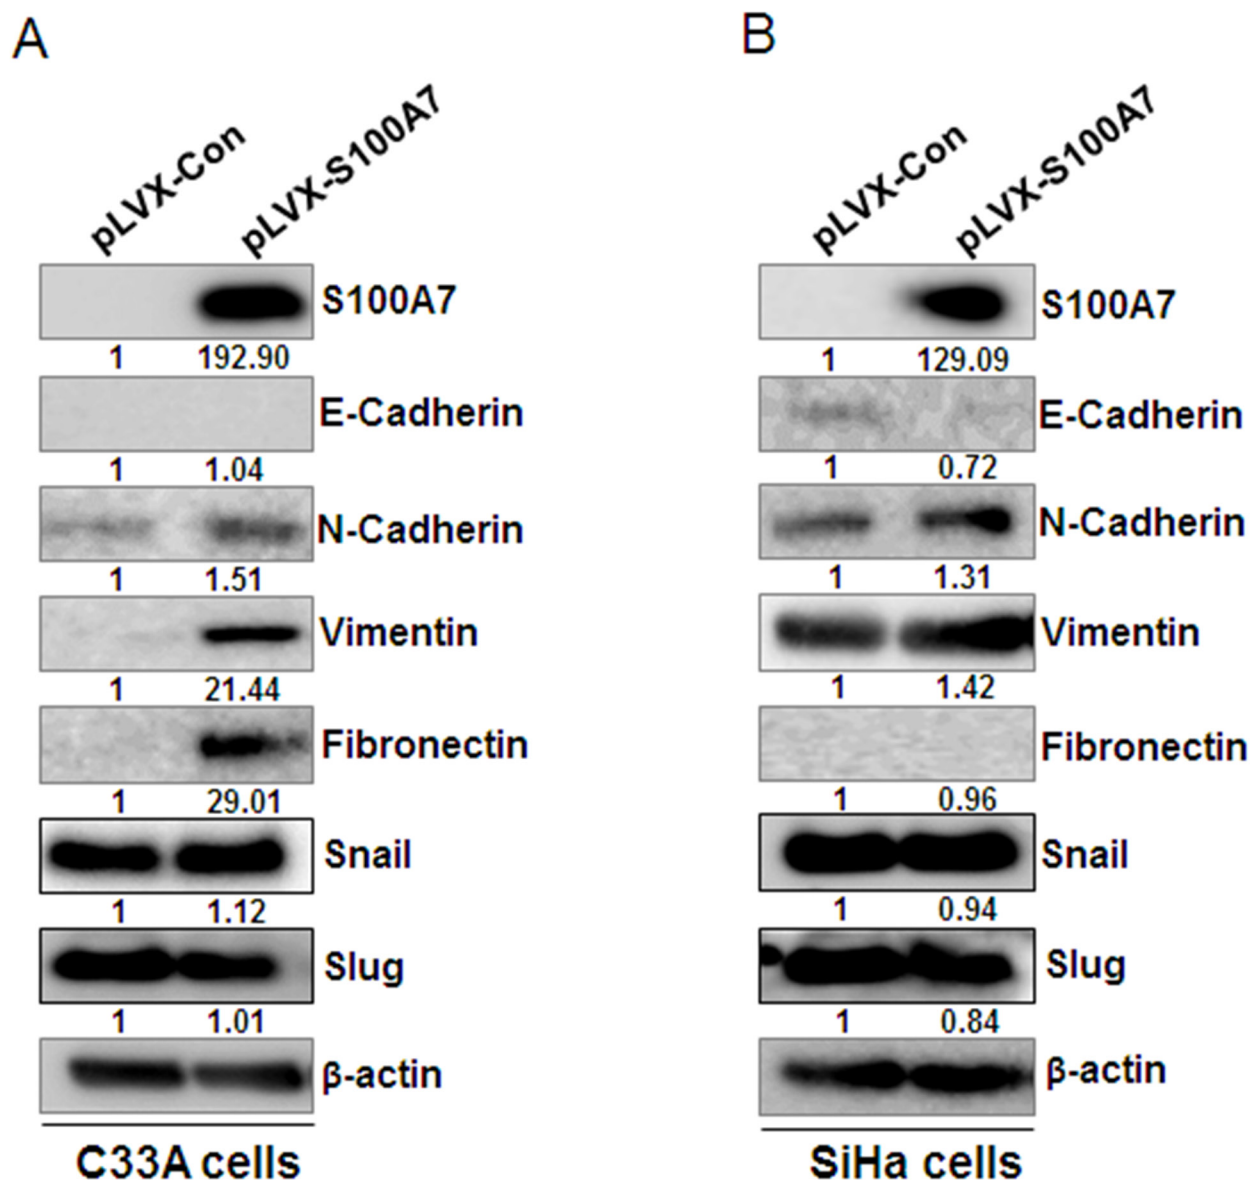 A
pLVX-Con
pLVX-S100A7
S100A7
1 192.90
E-Cadherin
1 1.04
N-Cadherin
1 1.51
Vimentin
1 21.44
Fibronectin
1 29.01
Snail
1 1.12
Slug
1 1.01
β-actin
C33A cells
B
pLVX-Con
pLVX-S100A7
S100A7
1 129.09
E-Cadherin
1 0.72
N-Cadherin
1 1.31
Vimentin
1 1.42
Fibronectin
1 0.96
Snail
1 0.94
Slug
1 0.84
β-actin
SiHa cells